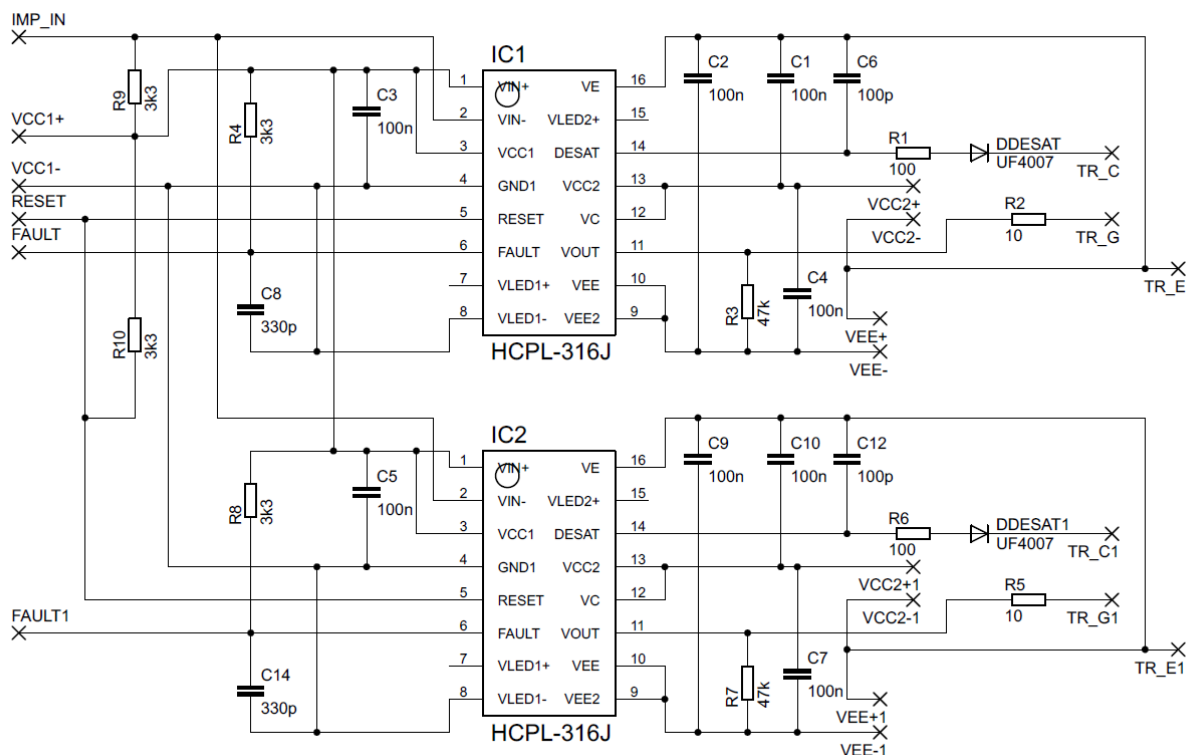 IMP_IN
IC1
R9
3k3
VCC1+
R4
3k3
C3
100n
VCC1-
RESET
FAULT
C8
330p
R10
3k3
1 VIN+ VE 16
2 VIN- VLED2+ 15
3 VCC1 DESAT 14
4 GND1 VCC2 13
5 RESET VC 12
6 FAULT VOUT 11
7 VLED1+ VEE 10
8 VLED1- VEE2 9
HCPL-316J
C2
100n
C1
100n
C6
100p
R1
100
DDESAT
UF4007
TR_C
VCC2+
VCC2-
R2
10
TR_G
TR_E
R3
47k
C4
100n
VEE+
VEE-
IC2
R8
3k3
C5
100n
FAULT1
C14
330p
1 VIN+ VE 16
2 VIN- VLED2+ 15
3 VCC1 DESAT 14
4 GND1 VCC2 13
5 RESET VC 12
6 FAULT VOUT 11
7 VLED1+ VEE 10
8 VLED1- VEE2 9
HCPL-316J
C9
100n
C10
100n
C12
100p
R6
100
DDESAT1
UF4007
TR_C1
VCC2+1
VCC2-1
R5
10
TR_G1
TR_E1
R7
47k
C7
100n
VEE+1
VEE-1